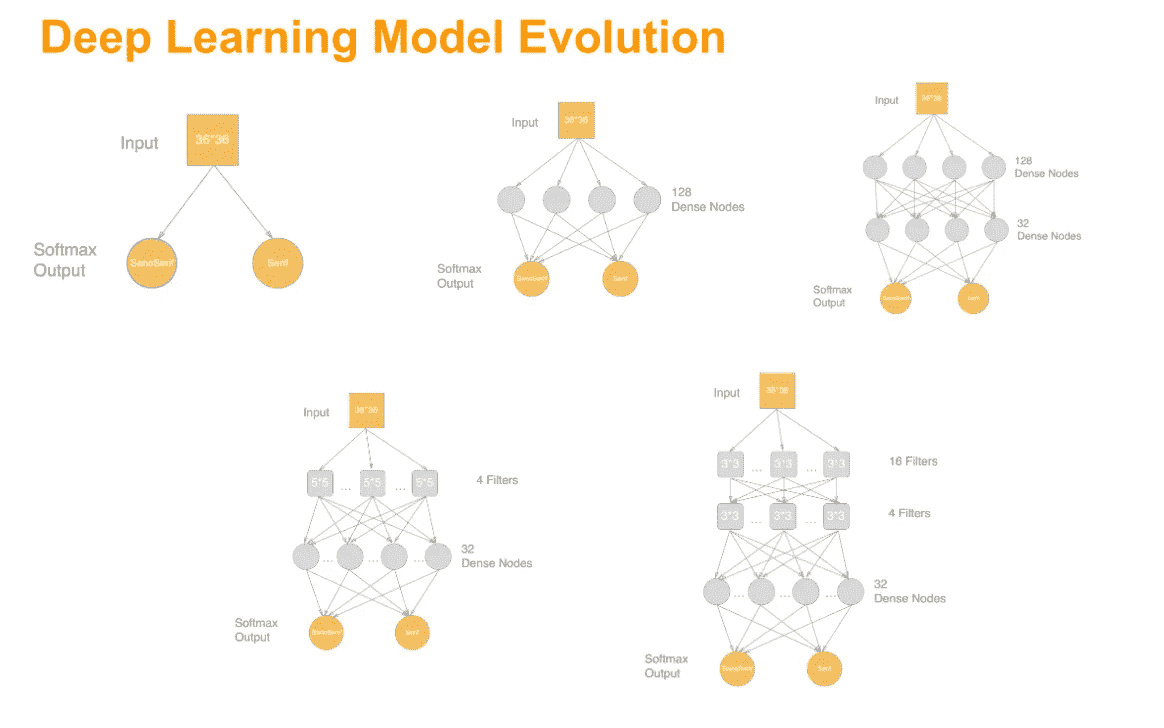 Deep Learning Model Evolution
Input
36*36
Softmax
Output
SansSerif
Serif
Input
36*36
128
Dense Nodes
Softmax
Output
SansSerif
Serif
Input
36*36
128
Dense Nodes
32
Dense Nodes
Softmax
Output
SansSerif
Serif
Input
36*36
5*5 ... 5*5 ... 5*5
4 Filters
... ... ...
32
Dense Nodes
Softmax
Output
SansSerif
Serif
Input
36*36
3*3 ... 3*3 ... 3*3
16 Filters
3*3 ... 3*3 ... 3*3
4 Filters
... ... ...
32
Dense Nodes
Softmax
Output
SansSerif
Serif